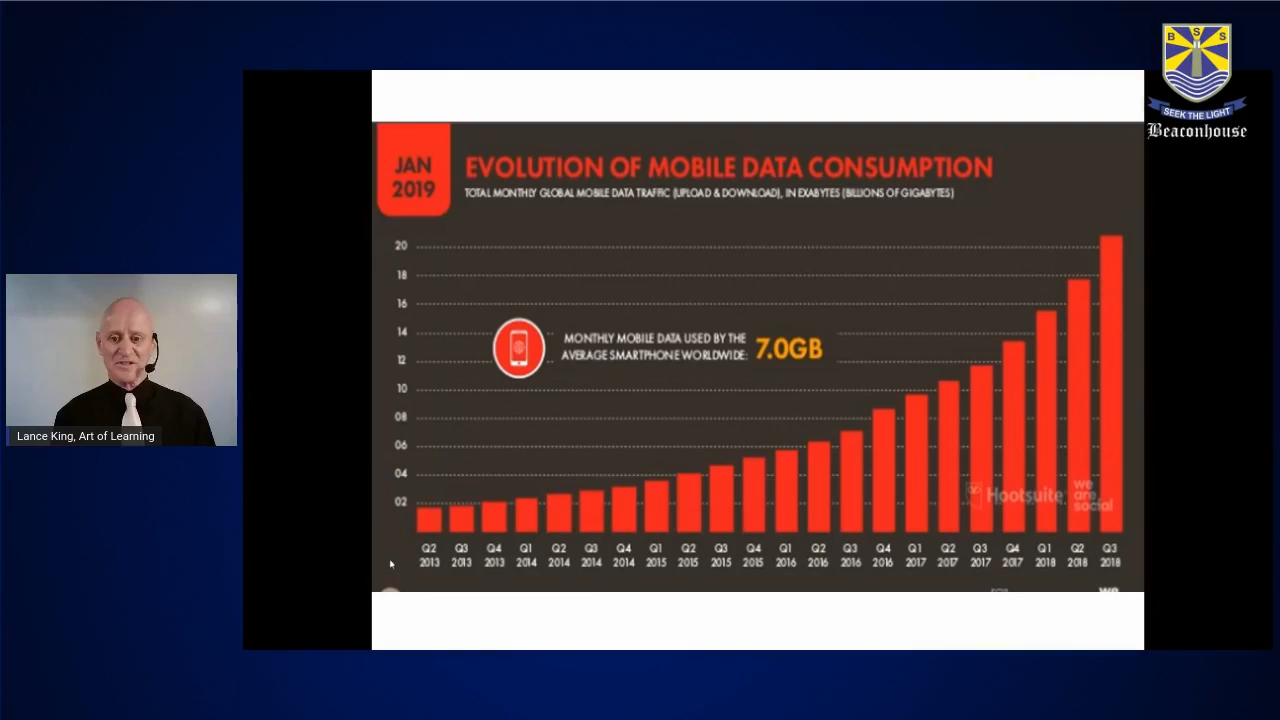 B S S
SEEK THE LIGHT
Beaconhouse
JAN
2019
EVOLUTION OF MOBILE DATA CONSUMPTION
TOTAL MONTHLY GLOBAL MOBILE DATA TRAFFIC (UPLOAD & DOWNLOAD), IN EXABYTES (BILLIONS OF GIGABYTES)
20
18
16
14
12
10
08
06
04
02
MONTHLY MOBILE DATA USED BY THE
AVERAGE SMARTPHONE WORLDWIDE: 7.0GB
Hootsuite
we
are
social
Q2 Q3 Q4 Q1 Q2 Q3 Q4 Q1 Q2 Q3 Q4 Q1 Q2 Q3 Q4 Q1 Q2 Q3 Q4 Q1 Q2 Q3
2013 2013 2013 2014 2014 2014 2014 2015 2015 2015 2015 2016 2016 2016 2016 2017 2017 2017 2017 2018 2018 2018
Lance King, Art of Learning